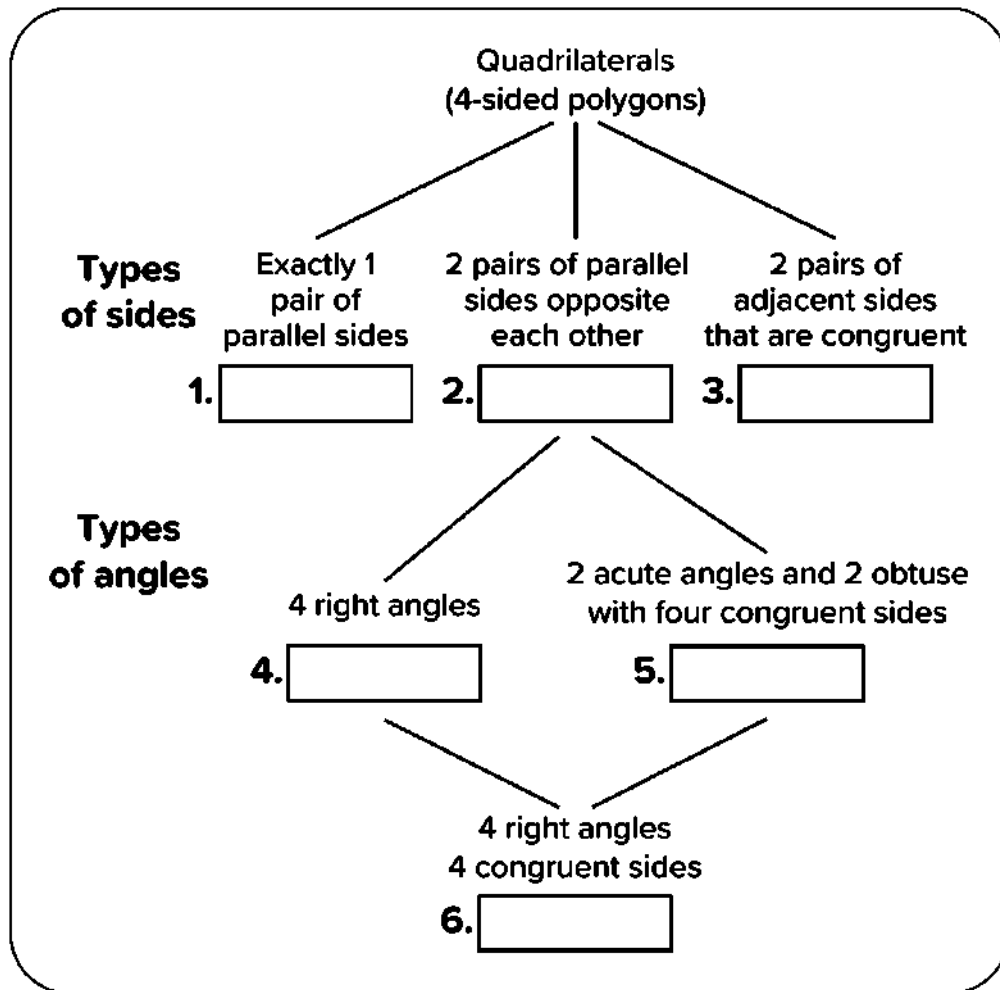 Quadrilaterals
(4-sided polygons)
Types
of sides
Exactly 1
pair of
parallel sides
2 pairs of parallel
sides opposite
each other
2 pairs of
adjacent sides
that are congruent
1.
2.
3.
Types
of angles
4 right angles
2 acute angles and 2 obtuse
with four congruent sides
4.
5.
4 right angles
4 congruent sides
6.